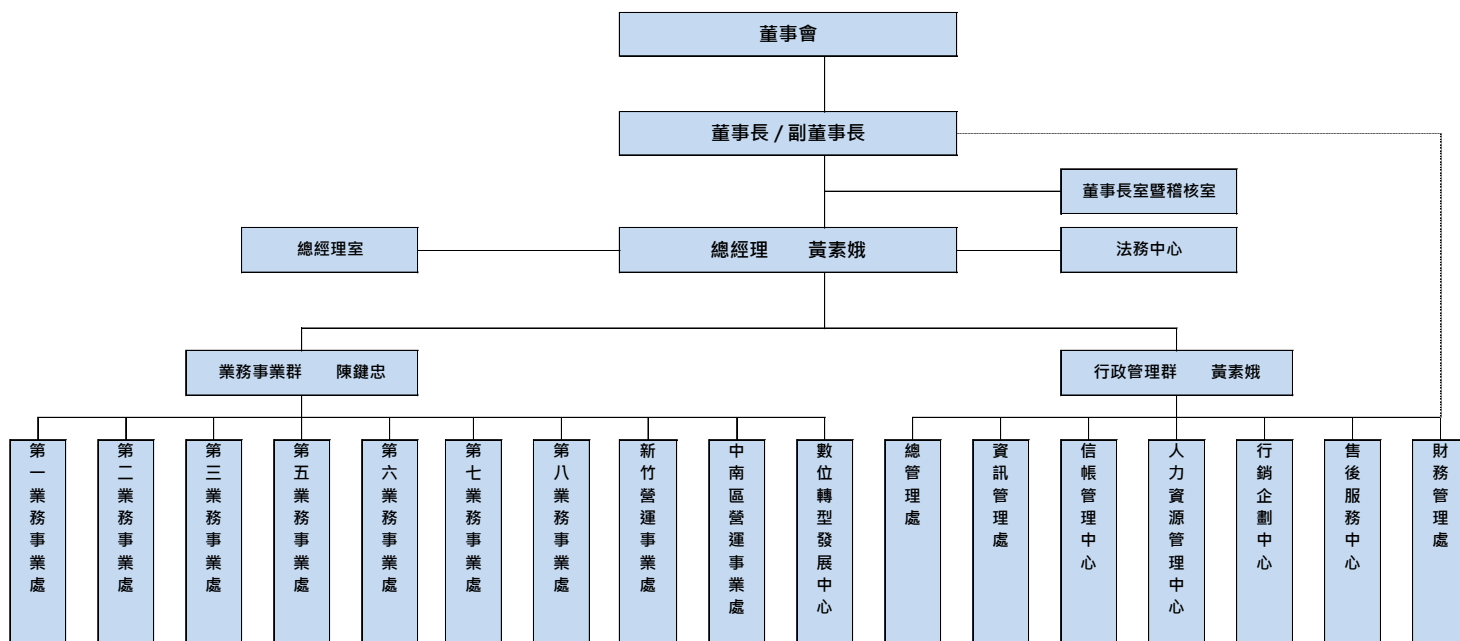 董事會
董事長 / 副董事長
董事長室暨稽核室
總經理室
總經理　　黃素娥
法務中心
業務事業群　　陳鍵忠
行政管理群　　黃素娥
第一業務事業處
第二業務事業處
第三業務事業處
第五業務事業處
第六業務事業處
第七業務事業處
第八業務事業處
新竹營運事業處
中南區營運事業處
數位轉型發展中心
總管理處
資訊管理處
信帳管理中心
人力資源管理中心
行銷企劃中心
售後服務中心
財務管理處